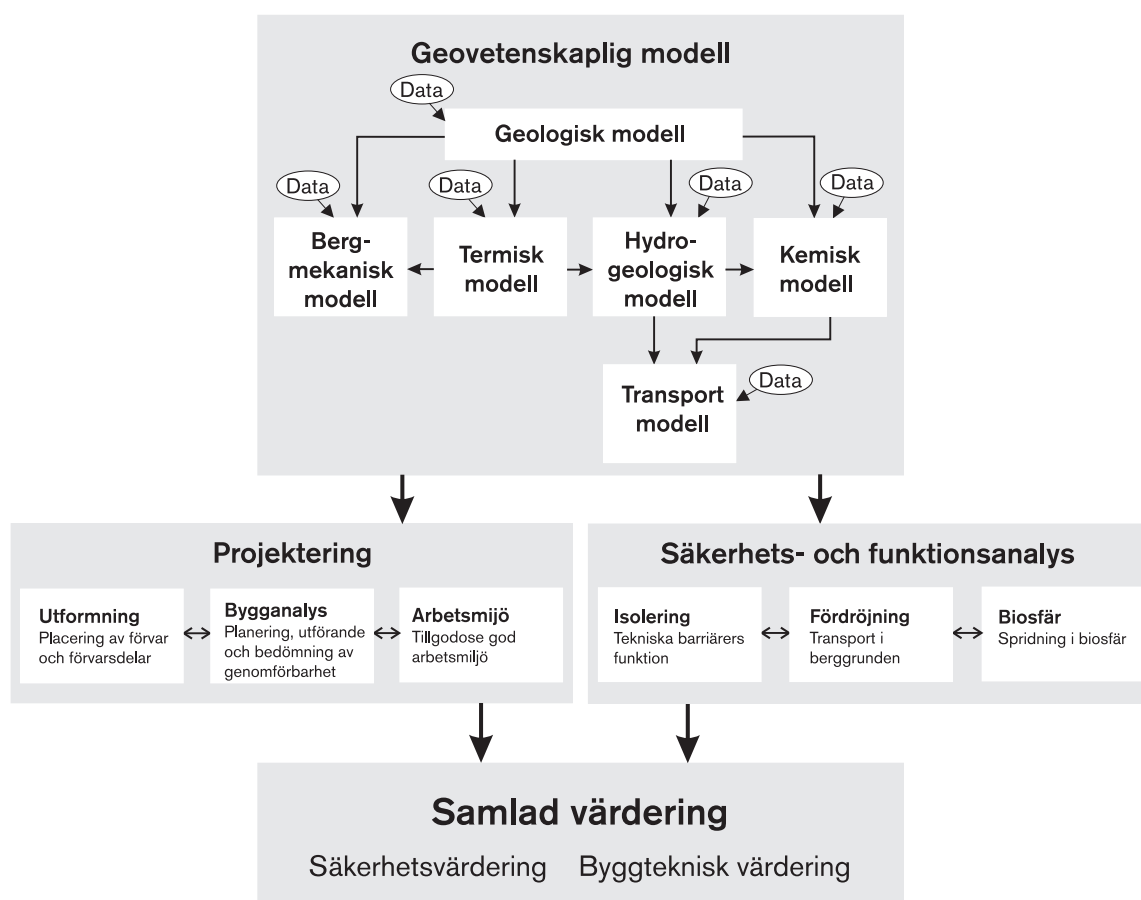 Geovetenskaplig modell
Data
Geologisk modell
Data
Data
Data
Data
Berg-
mekanisk
modell
Termisk
modell
Hydro-
geologisk
modell
Kemisk
modell
Transport
modell
Data
Projektering
Utformning
Placering av förvar
och förvarsdelar
Bygganalys
Planering, utförande
och bedömning av
genomförbarhet
Arbetsmijö
Tillgodose god
arbetsmiljö
Säkerhets- och funktionsanalys
Isolering
Tekniska barriärers
funktion
Fördröjning
Transport i
berggrunden
Biosfär
Spridning i biosfär
Samlad värdering
Säkerhetsvärdering Byggteknisk värdering